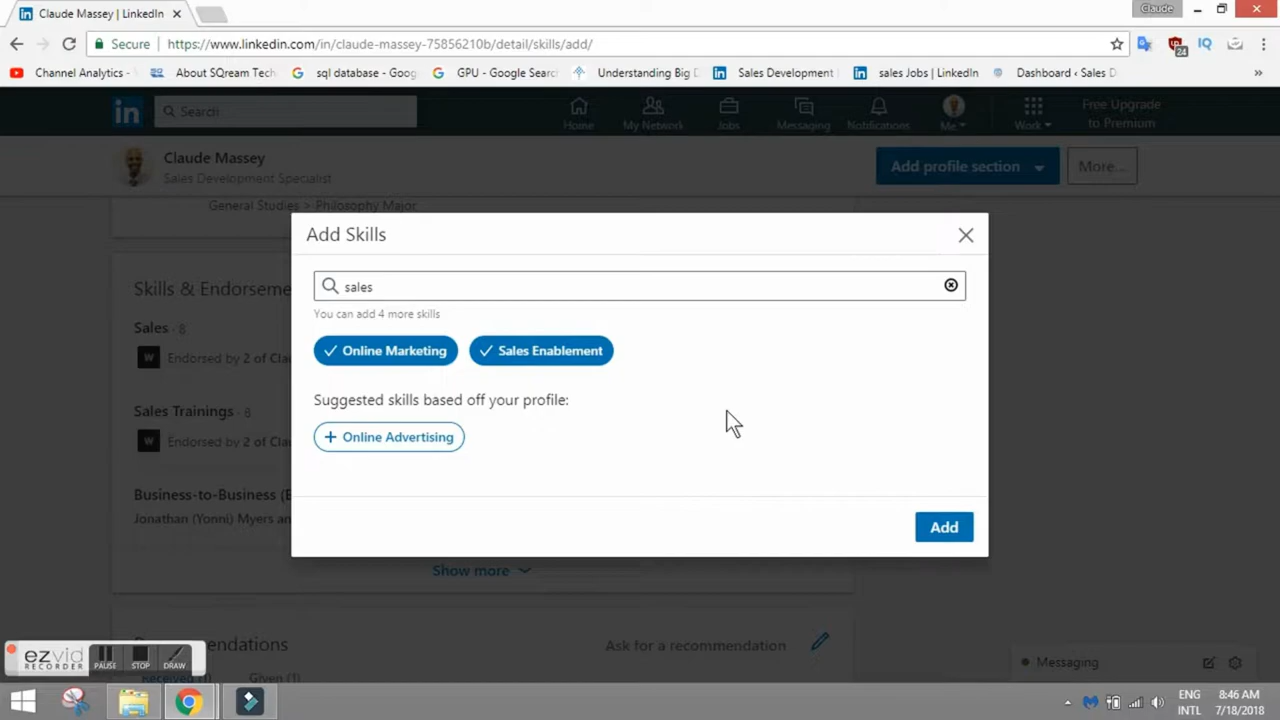 Claude Massey | LinkedIn
Claude
Secure https://www.linkedin.com/in/claude-massey-75856210b/detail/skills/add/
24
IQ
Channel Analytics -
About SQream Tech
sql database - Goog
GPU - Google Searc
Understanding Big D
Sales Development
sales Jobs | LinkedIn
Dashboard ‹ Sales D
»
in
Search
Home
My Network
Jobs
Messaging
Notifications
Me
Work
Free Upgrade
to Premium
Claude Massey
Sales Development Specialist
Add profile section
More...
General Studies > Philosophy Major
Add Skills
sales
You can add 4 more skills
Online Marketing
Sales Enablement
Suggested skills based off your profile:
+ Online Advertising
Add
Skills & Endorseme
Sales · 8
W Endorsed by 2 of Cla
Sales Trainings · 8
W Endorsed by 2 of Cla
Business-to-Business (B
Jonathan (Yonni) Myers an
Show more
ndations
Ask for a recommendation
Received (1)
Given (1)
Messaging
ezvid
RECORDER
PAUSE
STOP
DRAW
ENG
INTL
8:46 AM
7/18/2018